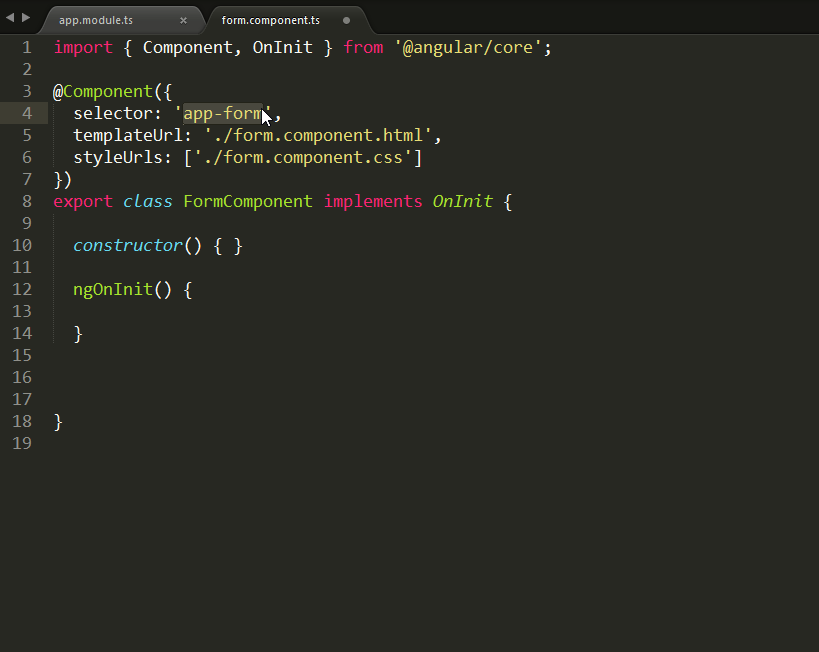 app.module.ts × form.component.ts
1 import { Component, OnInit } from '@angular/core';
2
3 @Component({
4   selector: 'app-form',
5   templateUrl: './form.component.html',
6   styleUrls: ['./form.component.css']
7 })
8 export class FormComponent implements OnInit {
9
10   constructor() { }
11
12   ngOnInit() {
13
14   }
15
16
17
18 }
19